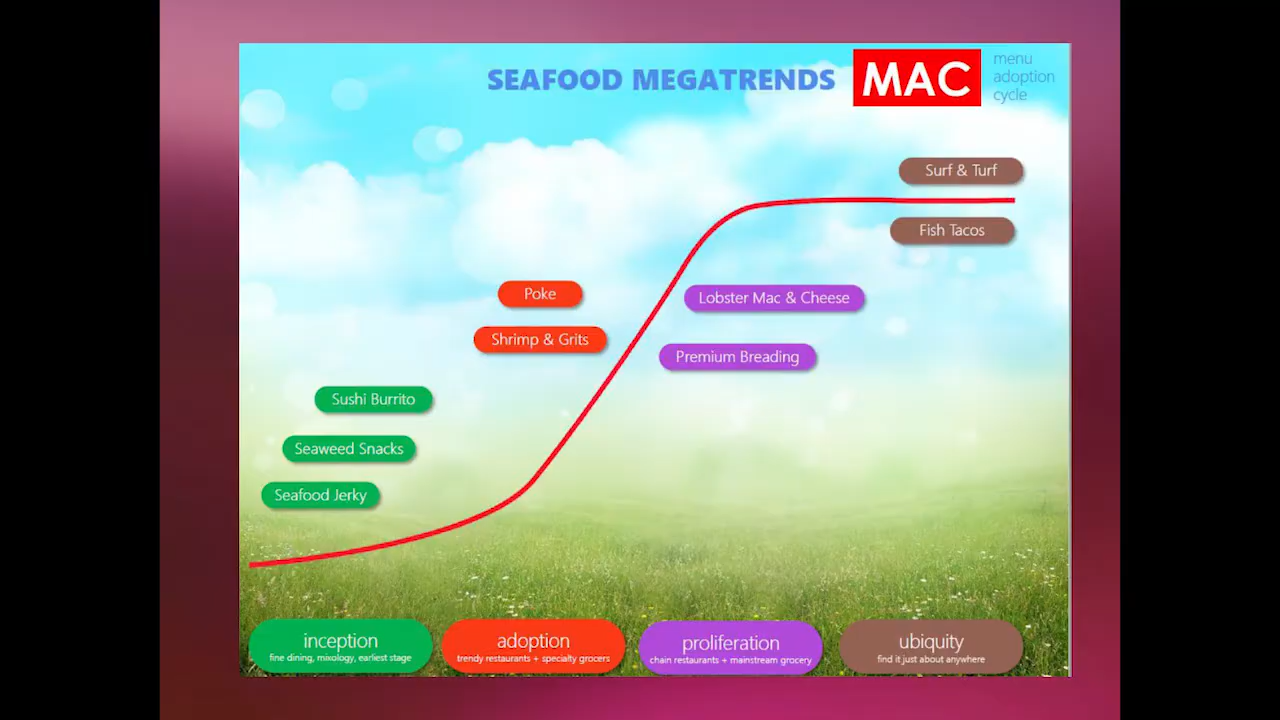 SEAFOOD MEGATRENDS
MAC
menu
adoption
cycle
Surf & Turf
Fish Tacos
Poke
Lobster Mac & Cheese
Shrimp & Grits
Premium Breading
Sushi Burrito
Seaweed Snacks
Seafood Jerky
inception
fine dining, mixology, earliest stage
adoption
trendy restaurants + specialty grocers
proliferation
chain restaurants + mainstream grocery
ubiquity
find it just about anywhere